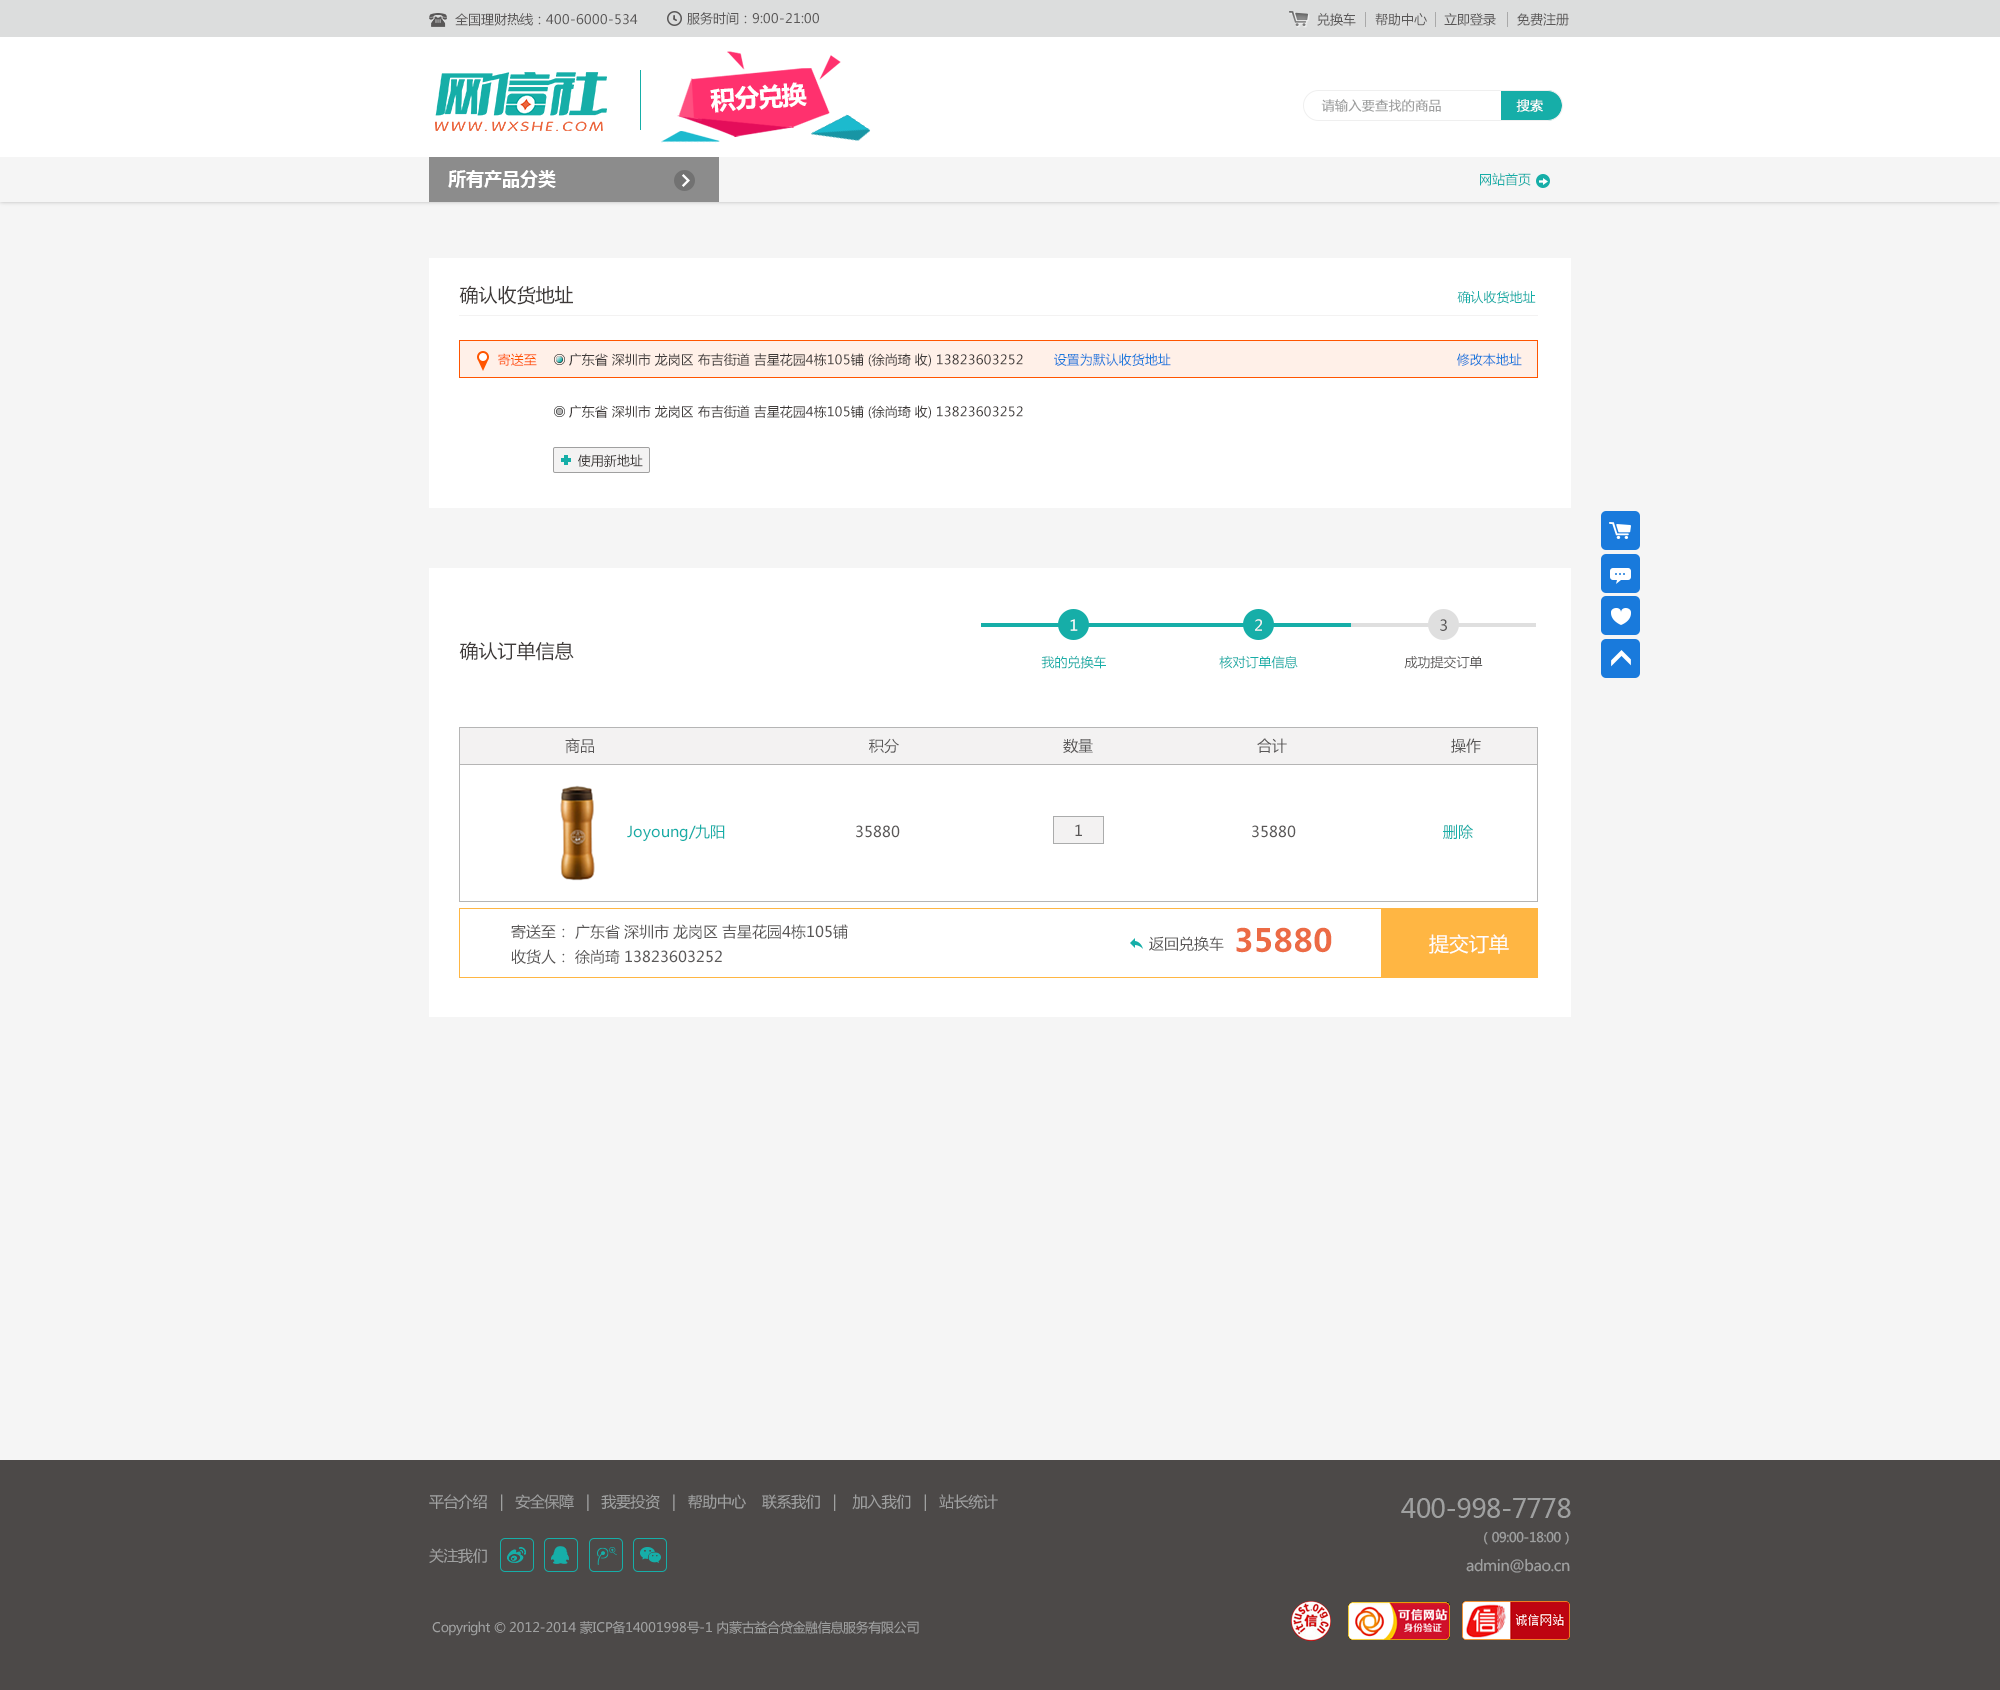 全国理财热线：400-6000-534 服务时间：9:00-21:00 兑换车 帮助中心 立即登录 免费注册
网信社
WWW.WXSHE.COM
积分兑换
请输入要查找的商品 搜索
所有产品分类 网站首页
确认收货地址 确认收货地址
寄送至 广东省 深圳市 龙岗区 布吉街道 吉星花园4栋105铺 (徐尚琦 收) 13823603252 设置为默认收货地址 修改本地址
广东省 深圳市 龙岗区 布吉街道 吉星花园4栋105铺 (徐尚琦 收) 13823603252
使用新地址
1 2 3
确认订单信息
我的兑换车 核对订单信息 成功提交订单
商品 积分 数量 合计 操作
Joyoung/九阳 35880 1 35880 删除
寄送至： 广东省 深圳市 龙岗区 吉星花园4栋105铺
收货人： 徐尚琦 13823603252
返回兑换车 35880 提交订单
平台介绍 | 安全保障 | 我要投资 | 帮助中心 联系我们 | 加入我们 | 站长统计
400-998-7778
( 09:00-18:00 )
关注我们
admin@bao.cn
Copyright © 2012-2014 蒙ICP备14001998号-1 内蒙古益合贷金融信息服务有限公司
itrust.org.cn 信
可信网站
身份验证
信 诚信网站